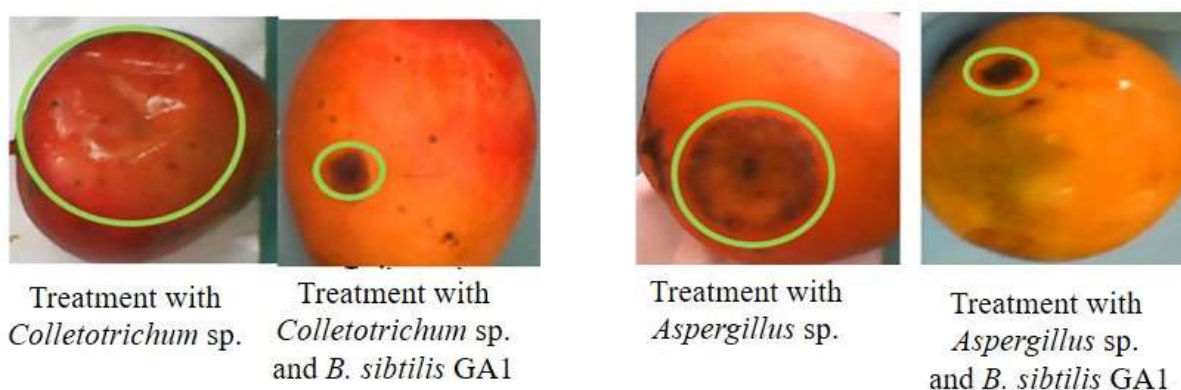 Treatment with
Colletotrichum sp.
Treatment with
Colletotrichum sp.
and B. sibtilis GA1
Treatment with
Aspergillus sp.
Treatment with
Aspergillus sp.
and B. sibtilis GA1